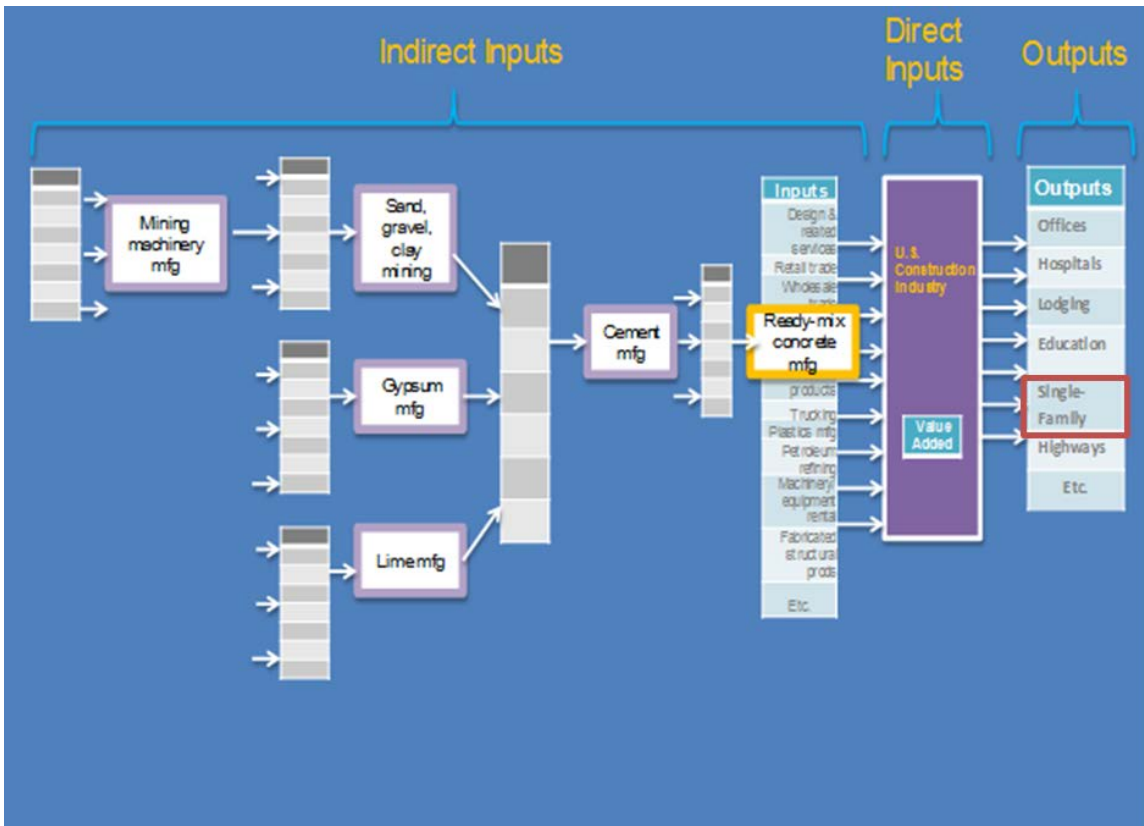 Indirect Inputs
Direct
Inputs
Outputs
Mining
machinery
mfg
Sand,
gravel,
clay
mining
Gypsum
mfg
Lime mfg
Cement
mfg
Inputs
Design &
related
services
Retail trade
Wholesale
trade
Ready-mix
concrete
mfg
products
Trucking
Plastics mfg
Petroleum
refining
Machinery/
equipment
rental
Fabricated
structural
prods
Etc.
U.S.
Construction
Industry
Value
Added
Outputs
Offices
Hospitals
Lodging
Education
Single-
Family
Highways
Etc.